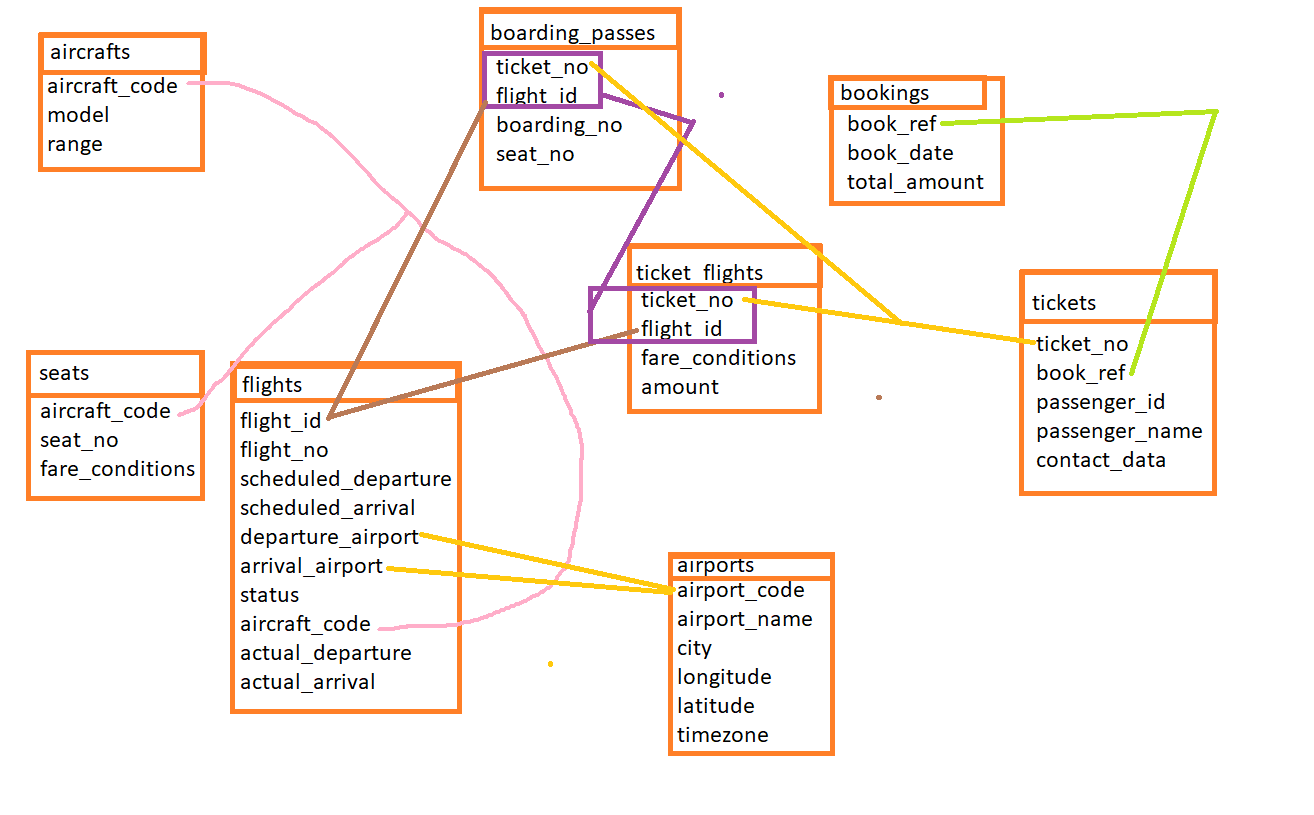 aircrafts
aircraft_code
model
range
boarding_passes
ticket_no
flight_id
boarding_no
seat_no
bookings
book_ref
book_date
total_amount
ticket_flights
ticket_no
flight_id
fare_conditions
amount
tickets
ticket_no
book_ref
passenger_id
passenger_name
contact_data
seats
aircraft_code
seat_no
fare_conditions
flights
flight_id
flight_no
scheduled_departure
scheduled_arrival
departure_airport
arrival_airport
status
aircraft_code
actual_departure
actual_arrival
airports
airport_code
airport_name
city
longitude
latitude
timezone